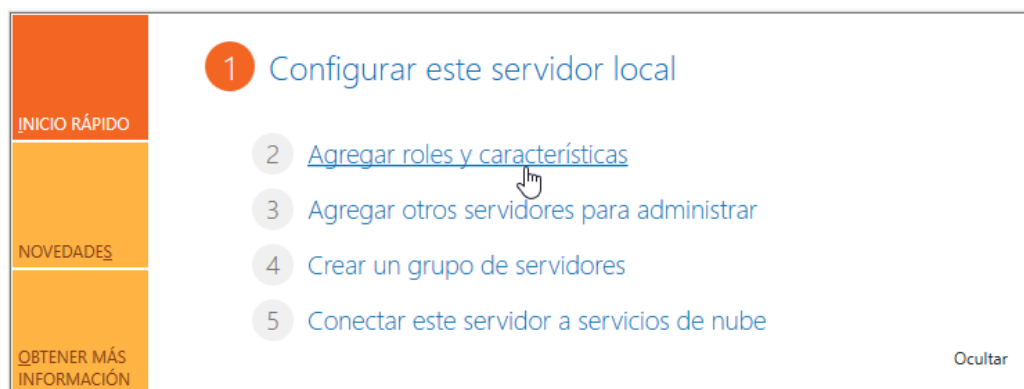 1 Configurar este servidor local
INICIO RÁPIDO
2 Agregar roles y características
3 Agregar otros servidores para administrar
NOVEDADES
4 Crear un grupo de servidores
5 Conectar este servidor a servicios de nube
OBTENER MÁS
INFORMACIÓN
Ocultar